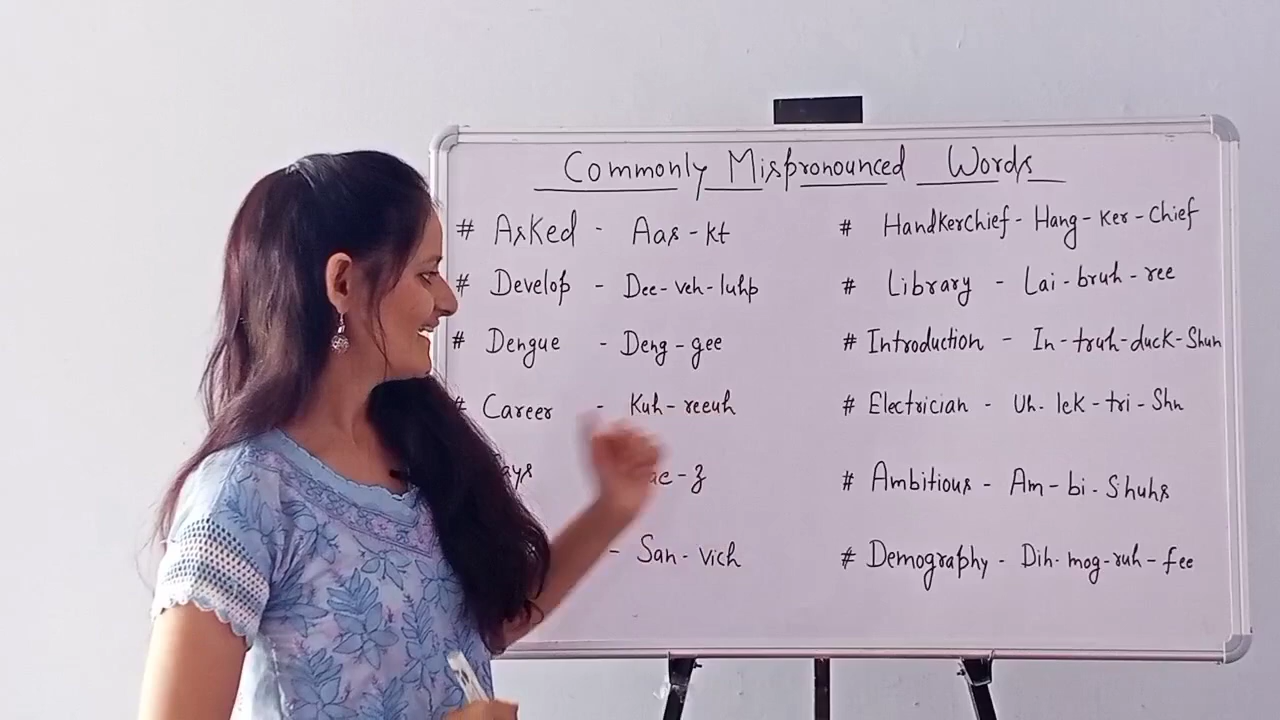 Commonly Mispronounced Words
# Asked - Aas-kt
# Develop - Dee-veh-luhp
# Dengue - Deng-gee
# Career - Kuh-reeuh
ays
ae-z
- San-vich
# Handkerchief - Hang-ker-chief
# Library - Lai-bruh-ree
# Introduction - In-truh-duck-Shun
# Electrician - Uh-lek-tri-Shn
# Ambitious - Am-bi-Shuhs
# Demography - Dih-mog-ruh-fee